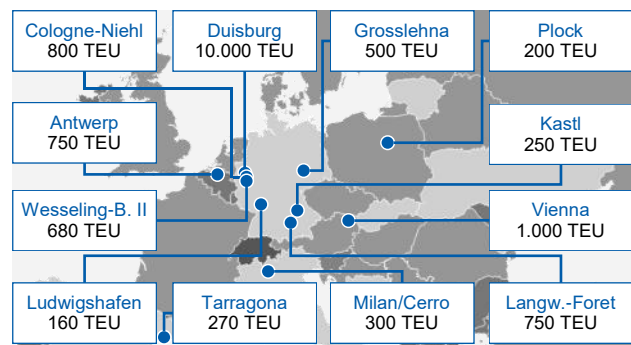 Cologne-Niehl
800 TEU
Duisburg
10.000 TEU
Grosslehna
500 TEU
Plock
200 TEU
Antwerp
750 TEU
Kastl
250 TEU
Wesseling-B. II
680 TEU
Vienna
1.000 TEU
Ludwigshafen
160 TEU
Tarragona
270 TEU
Milan/Cerro
300 TEU
Langw.-Foret
750 TEU